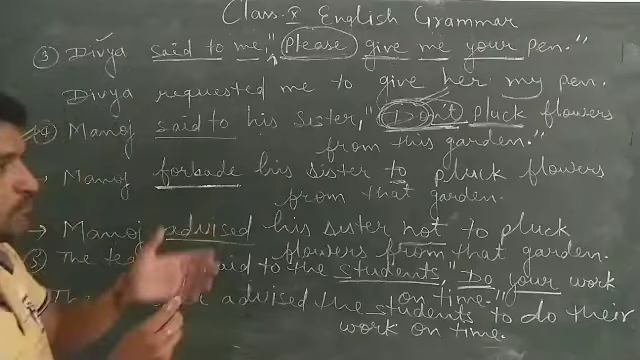 Class-X English Grammar
③ Divya said to me, "Please give me your pen."
Divya requested me to give her my pen.
④ Manoj said to his sister, "Don't pluck flowers
from this garden."
Manoj forbade his sister to pluck flowers
from that garden.
→ Manoj advised his sister not to pluck
flowers from that garden.
⑤ The said to the students, "Do your work
on time."
advised the students to do their
work on time.